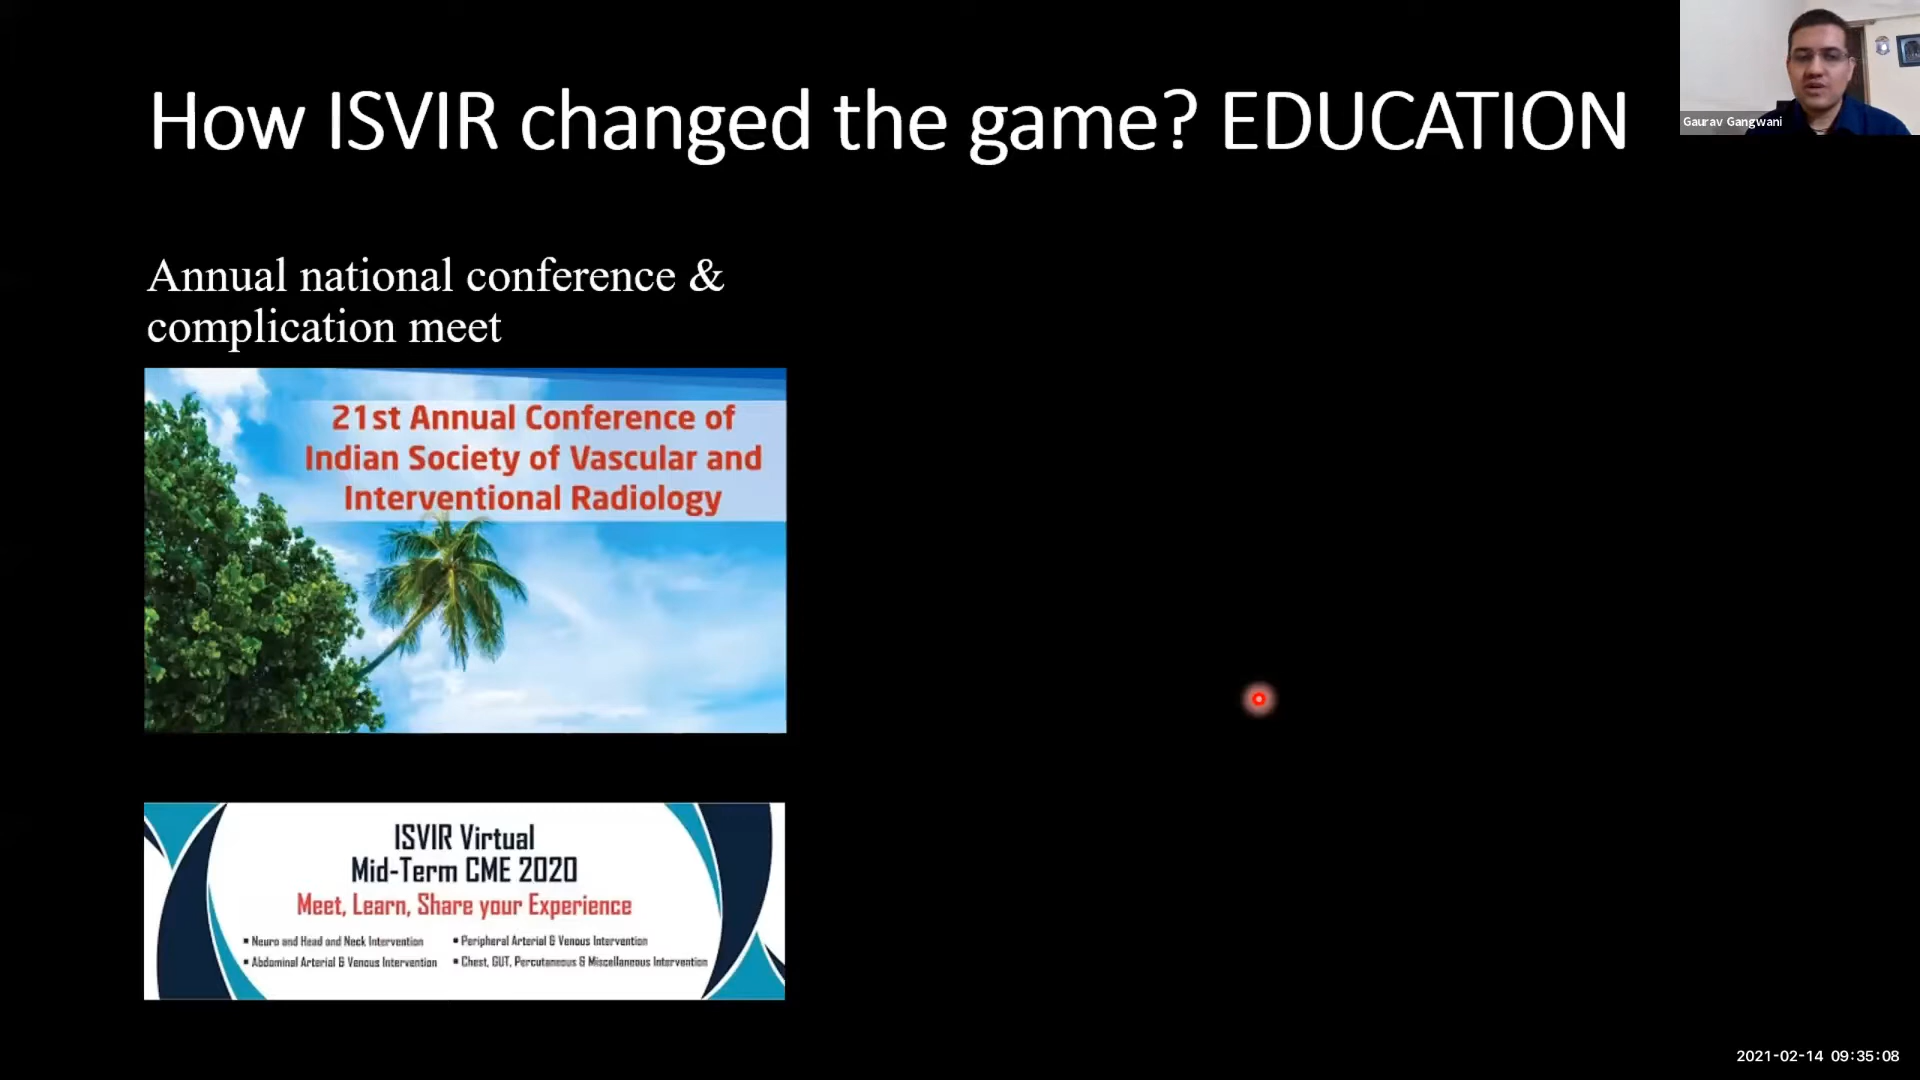 How ISVIR changed the game? EDUCATION
Gaurav Gangwani
Annual national conference &
complication meet
21st Annual Conference of
Indian Society of Vascular and
Interventional Radiology
ISVIR Virtual
Mid-Term CME 2020
Meet, Learn, Share your Experience
▪ Neuro and Head and Neck Intervention
▪ Abdominal Arterial & Venous Intervention
▪ Peripheral Arterial & Venous Intervention
▪ Chest, GUT, Percutaneous & Miscellaneous Intervention
2021-02-14 09:35:08